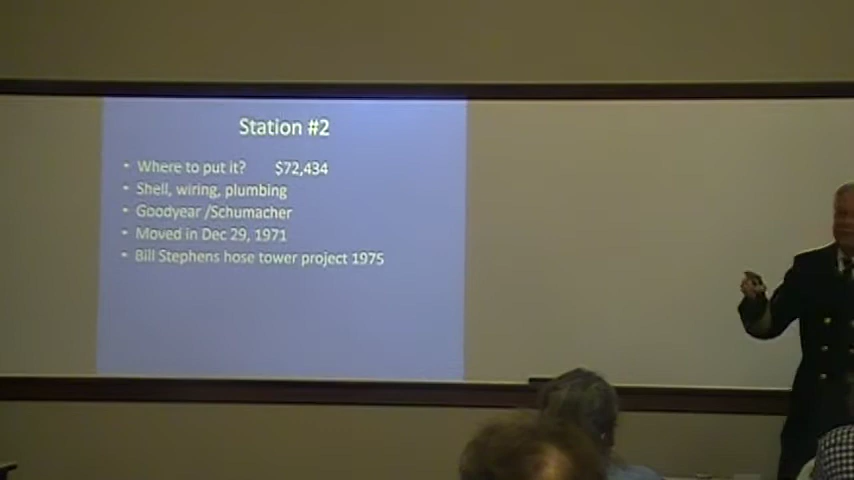 Station #2
• Where to put it? $72,434
• Shell, wiring, plumbing
• Goodyear /Schumacher
• Moved in Dec 29, 1971
• Bill Stephens hose tower project 1975